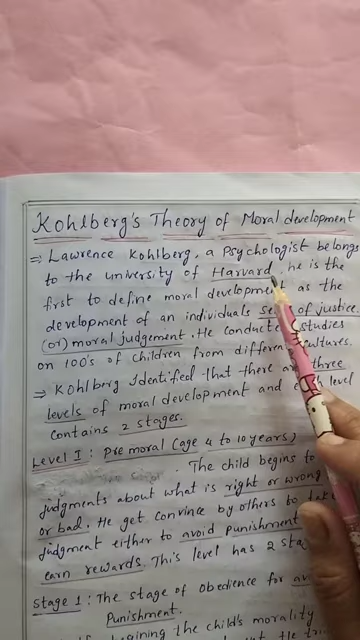 Kohlberg's Theory of Moral development
⇒ Lawrence Kohlberg, a Psychologist belongs
to the university of Harvard, he is the
first to define moral development as the
development of an individuals of justice
(or) moral judgement. He conducted studies
on 100's of children from different cultures.
⇒ Kohlberg Identified that there are three
levels of moral development and each level
contains 2 stages.
Level I : pre moral (age 4 to 10 years)
The child begins to
judgments about what is right or wrong
or bad. He get convince by others to
judgment either to avoid punishment
earn rewards. This level has 2
Stage 1 : The stage of Obedience for
Punishment.
begining the child's morality